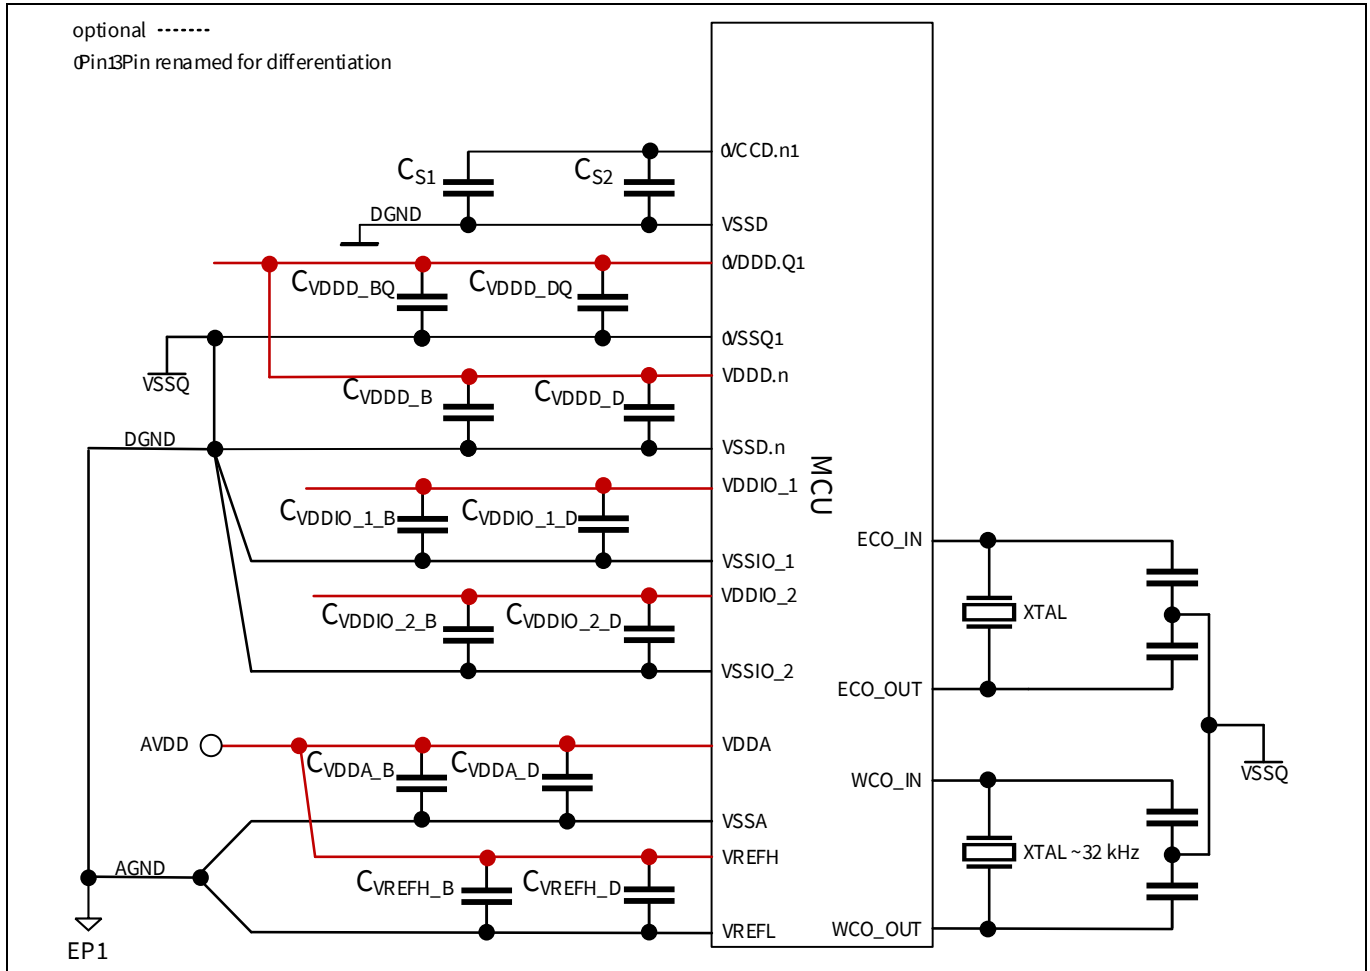 optional
0Pin13Pin renamed for differentiation
0VCCD.n1
CS1
CS2
DGND
VSSD
0VDDD.Q1
CVDDD_BQ
CVDDD_DQ
0VSSQ1
VSSQ
VDDD.n
CVDDD_B
CVDDD_D
DGND
VSSD.n
MCU
VDDIO_1
CVDDIO_1_B
CVDDIO_1_D
VSSIO_1
VDDIO_2
CVDDIO_2_B
CVDDIO_2_D
VSSIO_2
AVDD
VDDA
CVDDA_B
CVDDA_D
VSSA
VREFH
AGND
CVREFH_B
CVREFH_D
VREFL
EP1
ECO_IN
XTAL
ECO_OUT
VSSQ
WCO_IN
XTAL ~32 kHz
WCO_OUT